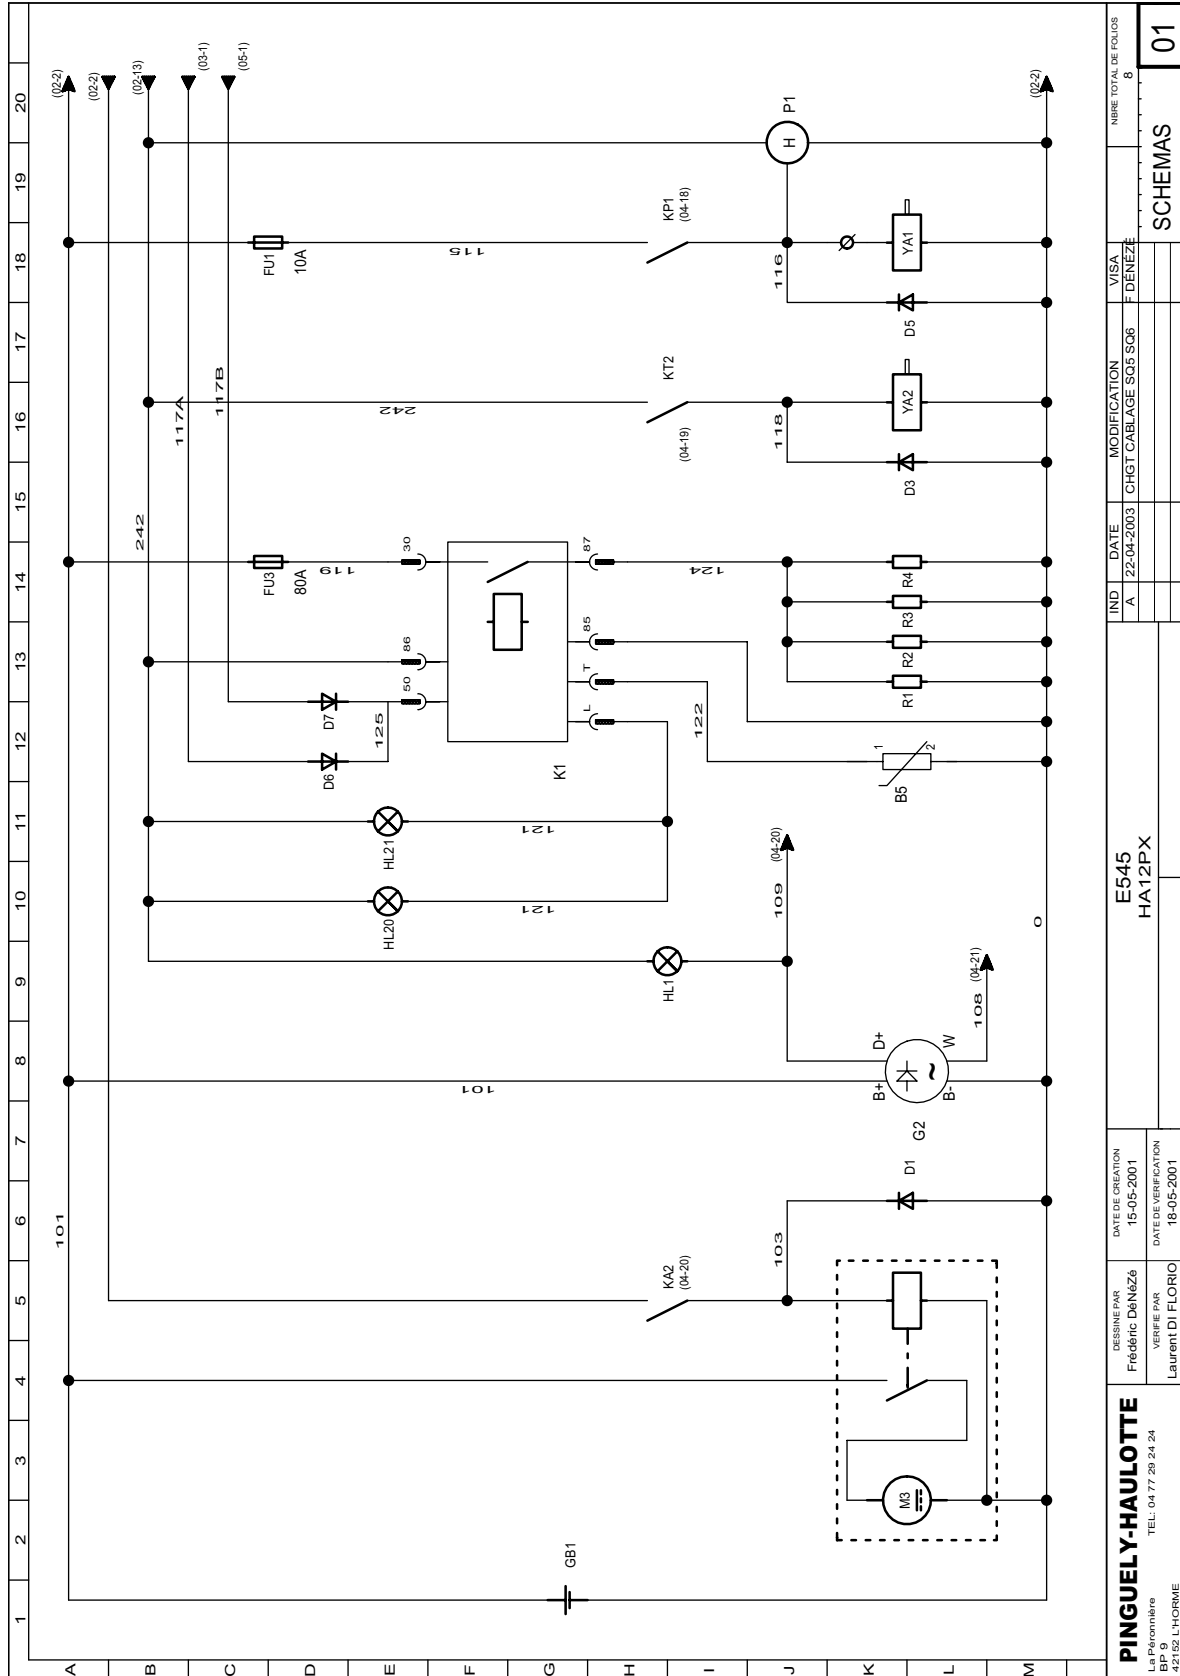 1 2 3 4 5 6 7 8 9 10 11 12 13 14 15 16 17 18 19 20
A
B
C
D
E
F
G
H
I
J
K
L
M
101
(02-2)
(02-2)
(02-13)
(03-1)
(05-1)
242
117A
117B
FU3
80A
119
FU1
10A
115
242
D6
D7
125
50
86
30
HL20
HL21
121
121
K1
L
T
85
87
GB1
KA2
(04-20)
101
HL1
122
124
KT2
(04-19)
KP1
(04-18)
103
109
(04-20)
118
116
H
P1
M3
D1
G2
B+
D+
B-
W
108
(04-21)
B5
1
2
R1
R2
R3
R4
D3
YA2
D5
YA1
0
(02-2)
PINGUELY-HAULOTTE
La Péronnière
BP 9
42152 L'HORME
TEL: 04 77 29 24 24
DESSINE PAR
Frédéric DéNéZé
VERIFIE PAR
Laurent DI FLORIO
DATE DE CREATION
15-05-2001
DATE DE VERIFICATION
18-05-2001
E545
HA12PX
IND
DATE
MODIFICATION
VISA
A
22-04-2003
CHGT CABLAGE SQ5 SQ6
F DENEZE
NBRE TOTAL DE FOLIOS
8
SCHEMAS
01